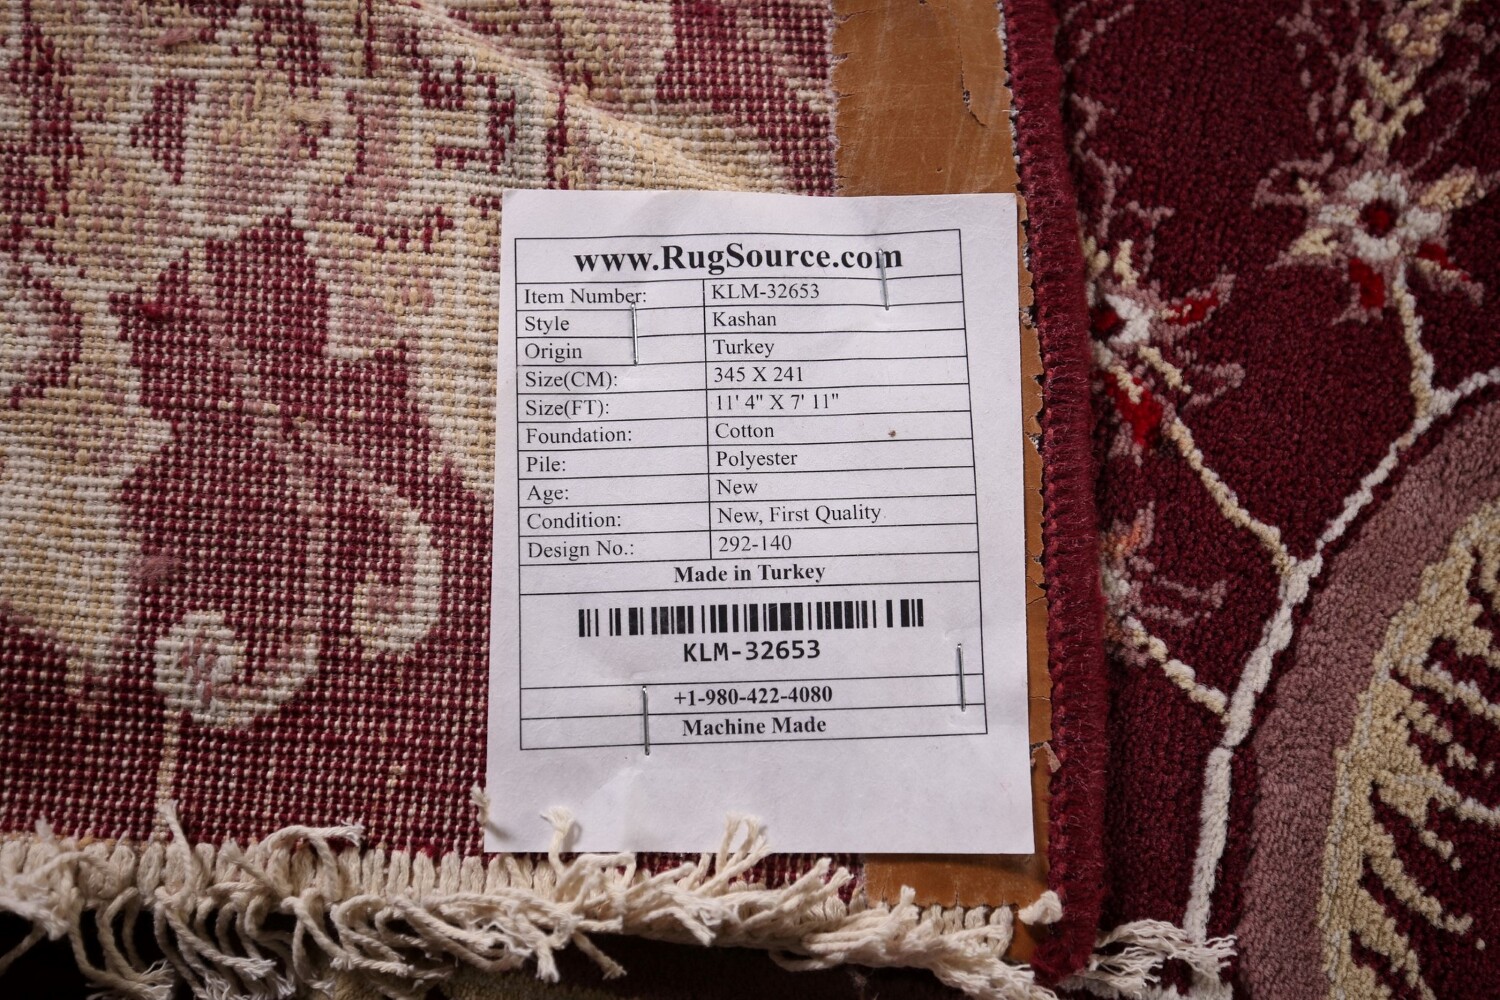 www.RugSource.com
Item Number: KLM-32653
Style Kashan
Origin Turkey
Size(CM): 345 X 241
Size(FT): 11' 4" X 7' 11"
Foundation: Cotton
Pile: Polyester
Age: New
Condition: New, First Quality
Design No.: 292-140
Made in Turkey
KLM-32653
+1-980-422-4080
Machine Made